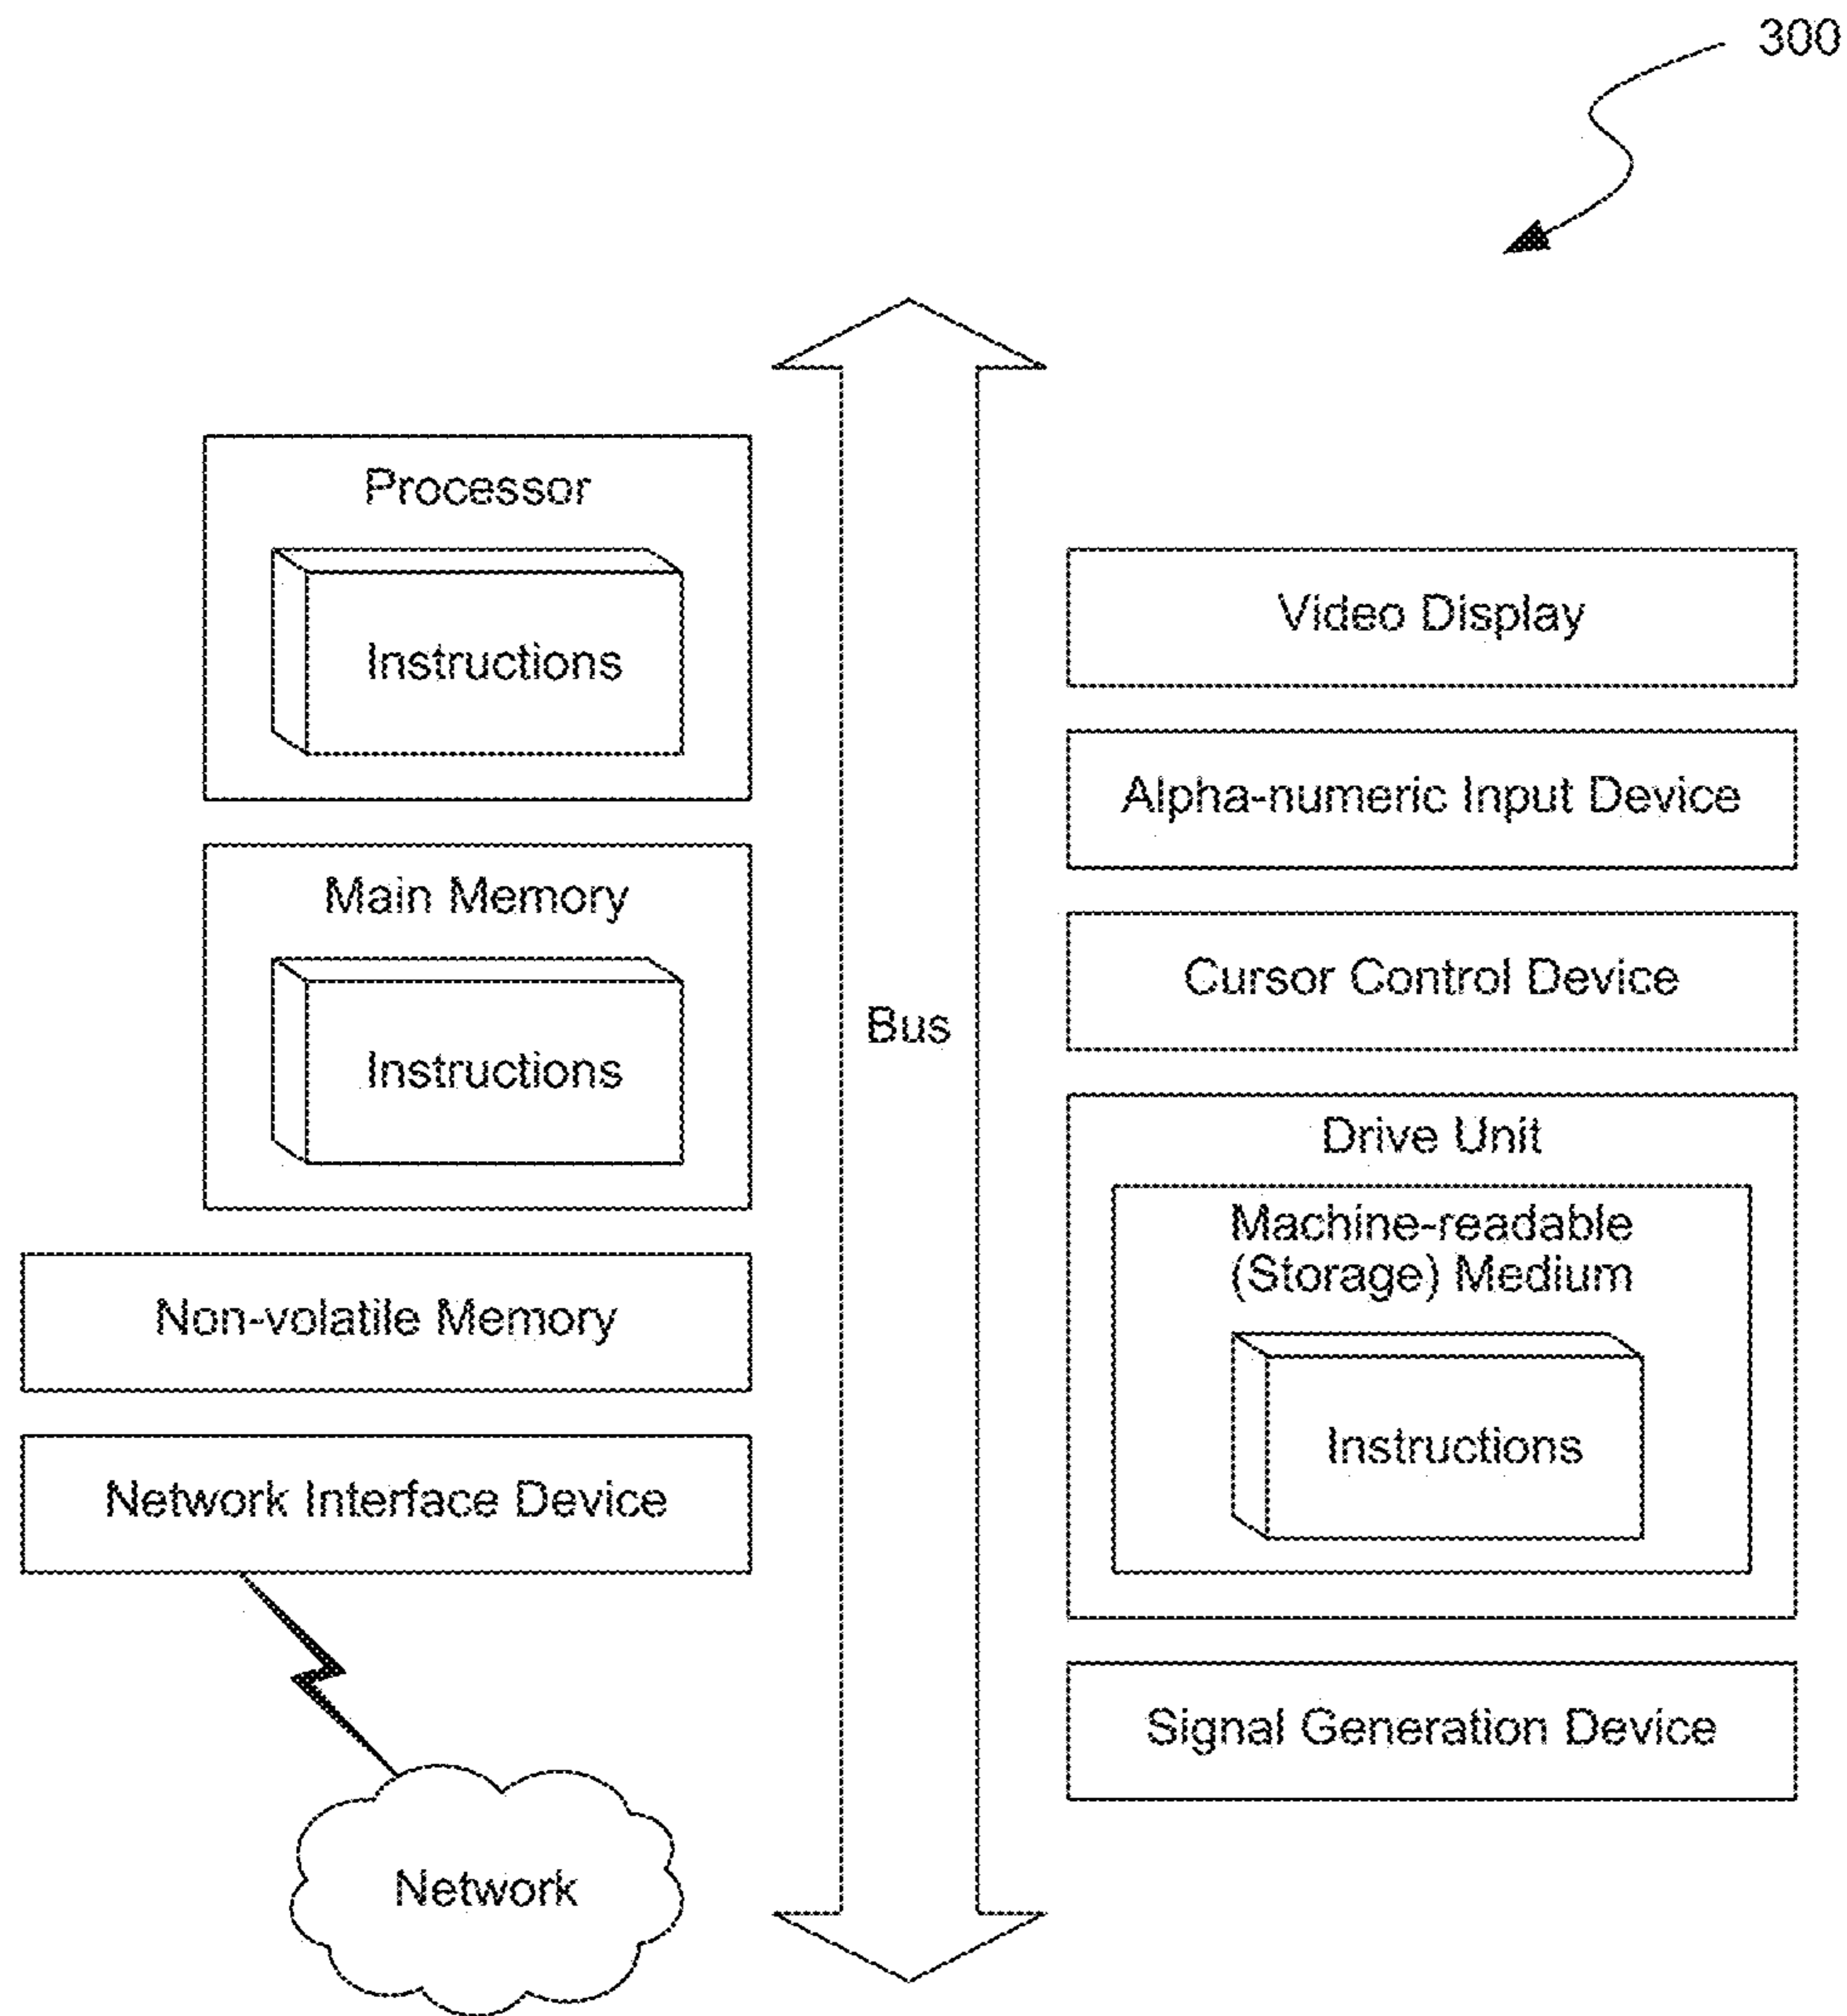 300
Processor
Instructions
Main Memory
Instructions
Non-volatile Memory
Network Interface Device
Network
Bus
Video Display
Alpha-numeric Input Device
Cursor Control Device
Drive Unit
Machine-readable
(Storage) Medium
Instructions
Signal Generation Device